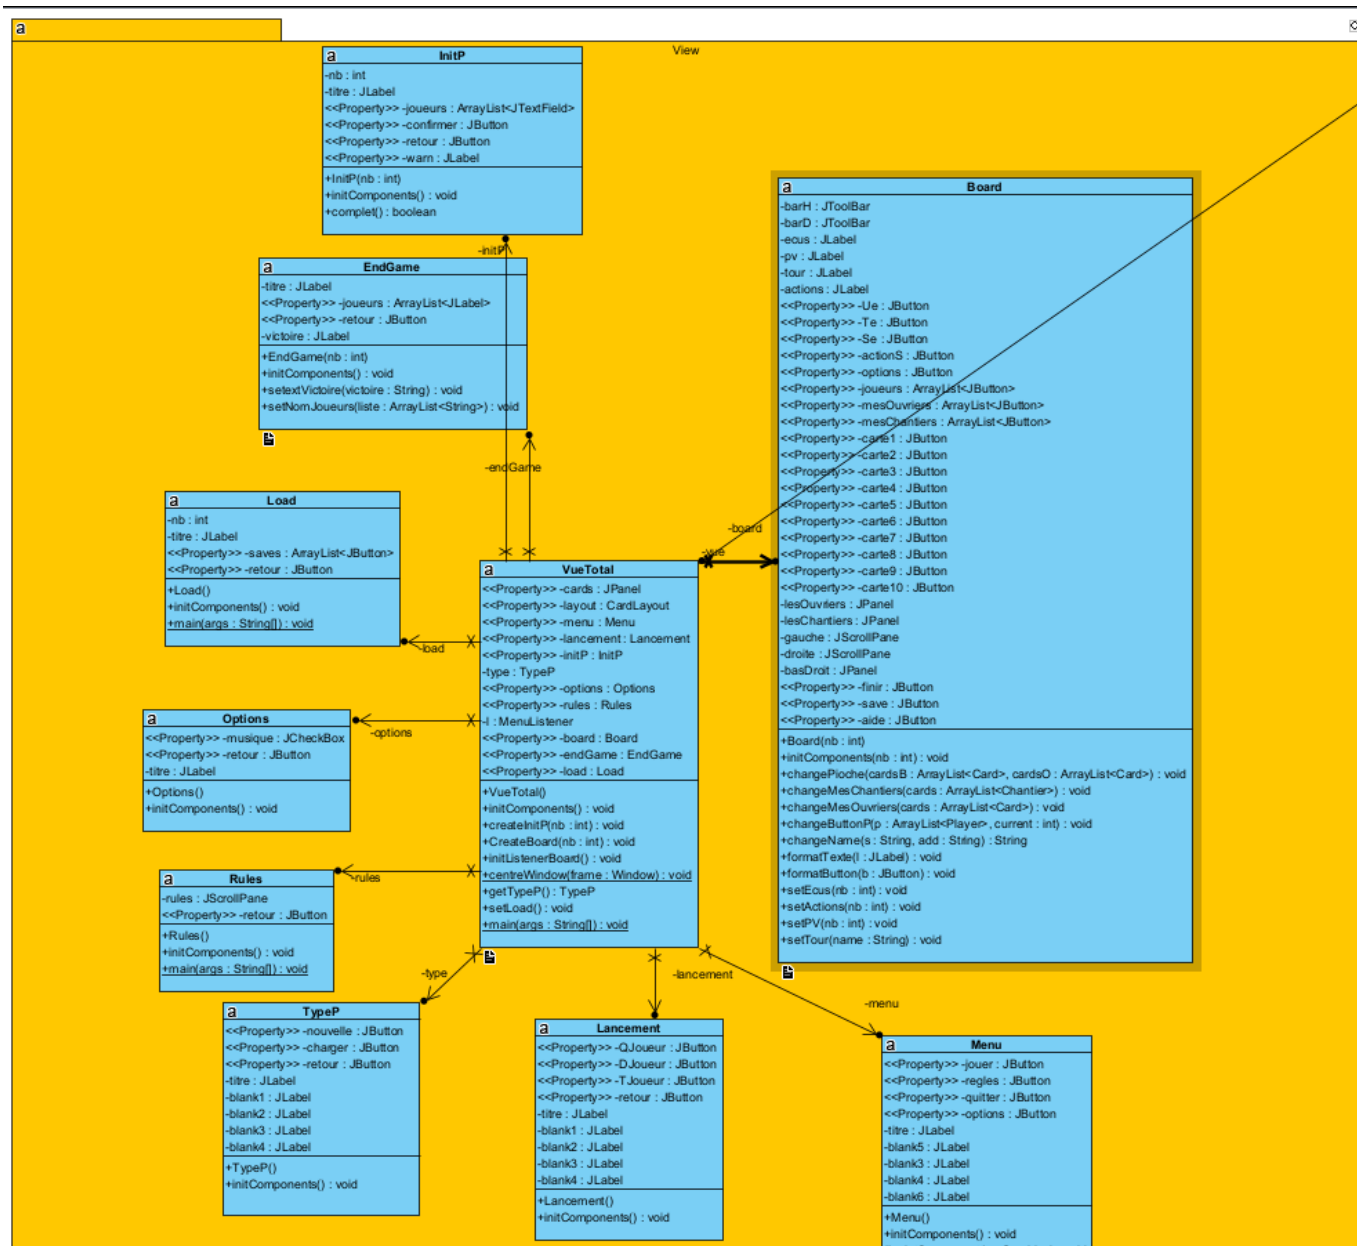 a
View
a
InitP
-nb : int
-titre : JLabel
<<Property>> -joueurs : ArrayList<JTextField>
<<Property>> -confirmer : JButton
<<Property>> -retour : JButton
<<Property>> -warn : JLabel
+InitP(nb : int)
+initComponents() : void
+complet() : boolean
-initP
a
EndGame
-titre : JLabel
<<Property>> -joueurs : ArrayList<JLabel>
<<Property>> -retour : JButton
-victoire : JLabel
+EndGame(nb : int)
+initComponents() : void
+setextVictoire(victoire : String) : void
+setNomJoueurs(liste : ArrayList<String>) : void
-endGame
a
Load
-nb : int
-titre : JLabel
<<Property>> -saves : ArrayList<JButton>
<<Property>> -retour : JButton
+Load()
+initComponents() : void
+main(args : String[]) : void
-load
a
Options
<<Property>> -musique : JCheckBox
<<Property>> -retour : JButton
-titre : JLabel
+Options()
+initComponents() : void
-options
a
Rules
-rules : JScrollPane
<<Property>> -retour : JButton
+Rules()
+initComponents() : void
+main(args : String[]) : void
-rules
a
VueTotal
<<Property>> -cards : JPanel
<<Property>> -layout : CardLayout
<<Property>> -menu : Menu
<<Property>> -lancement : Lancement
<<Property>> -initP : InitP
-type : TypeP
<<Property>> -options : Options
<<Property>> -rules : Rules
-l : MenuListener
<<Property>> -board : Board
<<Property>> -endGame : EndGame
<<Property>> -load : Load
+VueTotal()
+initComponents() : void
+createInitP(nb : int) : void
+CreateBoard(nb : int) : void
+initListenerBoard() : void
+centreWindow(frame : Window) : void
+getTypeP() : TypeP
+setLoad() : void
+main(args : String[]) : void
-board
-vue
a
Board
-barH : JToolBar
-barD : JToolBar
-ecus : JLabel
-pv : JLabel
-tour : JLabel
-actions : JLabel
<<Property>> -Ue : JButton
<<Property>> -Te : JButton
<<Property>> -Se : JButton
<<Property>> -actionS : JButton
<<Property>> -options : JButton
<<Property>> -joueurs : ArrayList<JButton>
<<Property>> -mesOuvriers : ArrayList<JButton>
<<Property>> -mesChantiers : ArrayList<JButton>
<<Property>> -carte1 : JButton
<<Property>> -carte2 : JButton
<<Property>> -carte3 : JButton
<<Property>> -carte4 : JButton
<<Property>> -carte5 : JButton
<<Property>> -carte6 : JButton
<<Property>> -carte7 : JButton
<<Property>> -carte8 : JButton
<<Property>> -carte9 : JButton
<<Property>> -carte10 : JButton
-lesOuvriers : JPanel
-lesChantiers : JPanel
-gauche : JScrollPane
-droite : JScrollPane
-basDroit : JPanel
<<Property>> -finir : JButton
<<Property>> -save : JButton
<<Property>> -aide : JButton
+Board(nb : int)
+initComponents(nb : int) : void
+changePioche(cardsB : ArrayList<Card>, cardsO : ArrayList<Card>) : void
+changeMesChantiers(cards : ArrayList<Chantier>) : void
+changeMesOuvriers(cards : ArrayList<Card>) : void
+changeButtonP(p : ArrayList<Player>, current : int) : void
+changeName(s : String, add : String) : String
+formatTexte(l : JLabel) : void
+formatButton(b : JButton) : void
+setEcus(nb : int) : void
+setActions(nb : int) : void
+setPV(nb : int) : void
+setTour(name : String) : void
-type
a
TypeP
<<Property>> -nouvelle : JButton
<<Property>> -charger : JButton
<<Property>> -retour : JButton
-titre : JLabel
-blank1 : JLabel
-blank2 : JLabel
-blank3 : JLabel
-blank4 : JLabel
+TypeP()
+initComponents() : void
-lancement
a
Lancement
<<Property>> -QJoueur : JButton
<<Property>> -DJoueur : JButton
<<Property>> -TJoueur : JButton
<<Property>> -retour : JButton
-titre : JLabel
-blank1 : JLabel
-blank2 : JLabel
-blank3 : JLabel
-blank4 : JLabel
+Lancement()
+initComponents() : void
-menu
a
Menu
<<Property>> -jouer : JButton
<<Property>> -regles : JButton
<<Property>> -quitter : JButton
<<Property>> -options : JButton
-titre : JLabel
-blank5 : JLabel
-blank3 : JLabel
-blank4 : JLabel
-blank6 : JLabel
+Menu()
+initComponents() : void